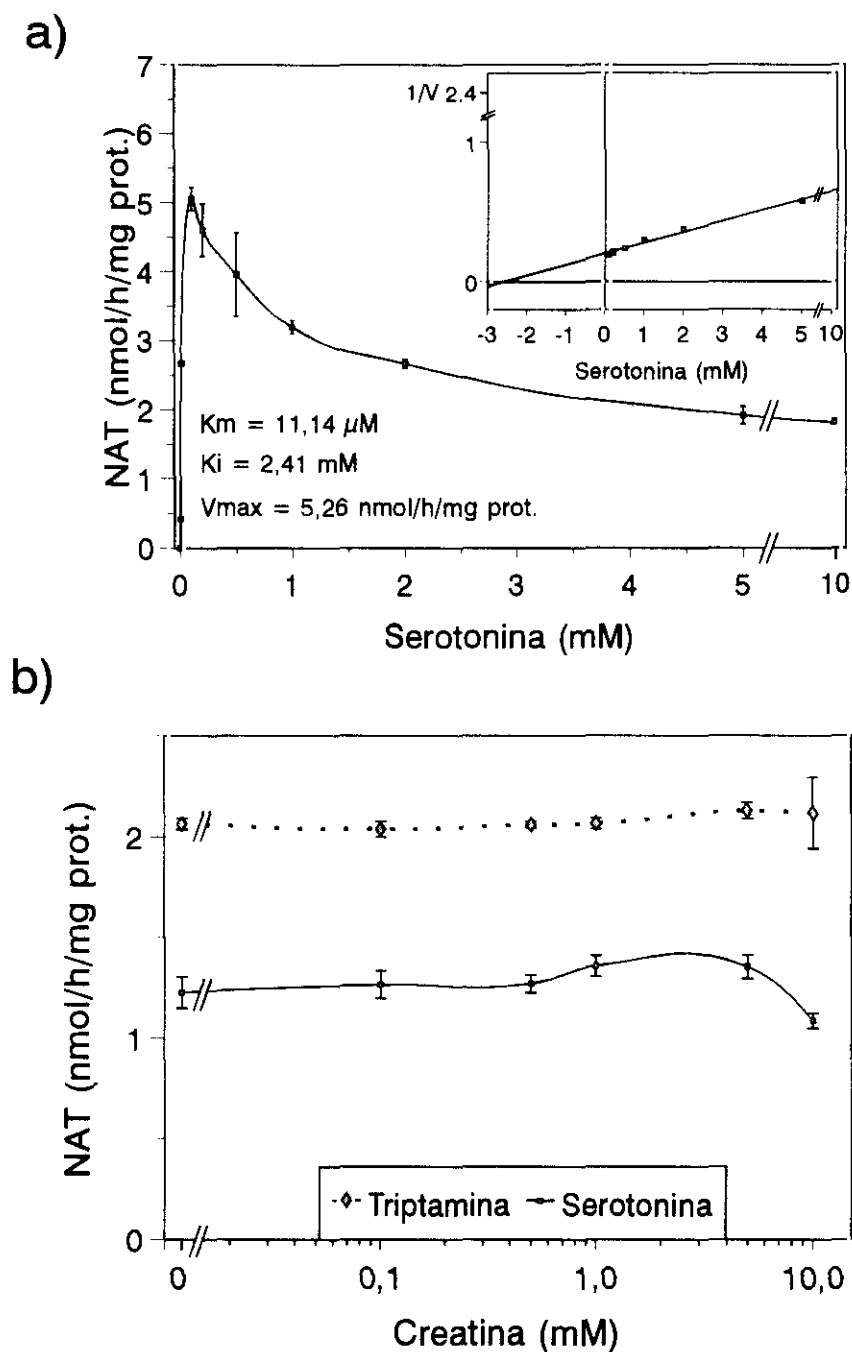 a)
NAT (nmol/h/mg prot.)
7
6
5
4
3
2
1
0
0 1 2 3 4 5 10
Serotonina (mM)
Km = 11,14 µM
Ki = 2,41 mM
Vmax = 5,26 nmol/h/mg prot.
1/V 2.4
1
0
-3 -2 -1 0 1 2 3 4 5 10
Serotonina (mM)
b)
NAT (nmol/h/mg prot.)
2
1
0
Triptamina Serotonina
0 0,1 1,0 10,0
Creatina (mM)